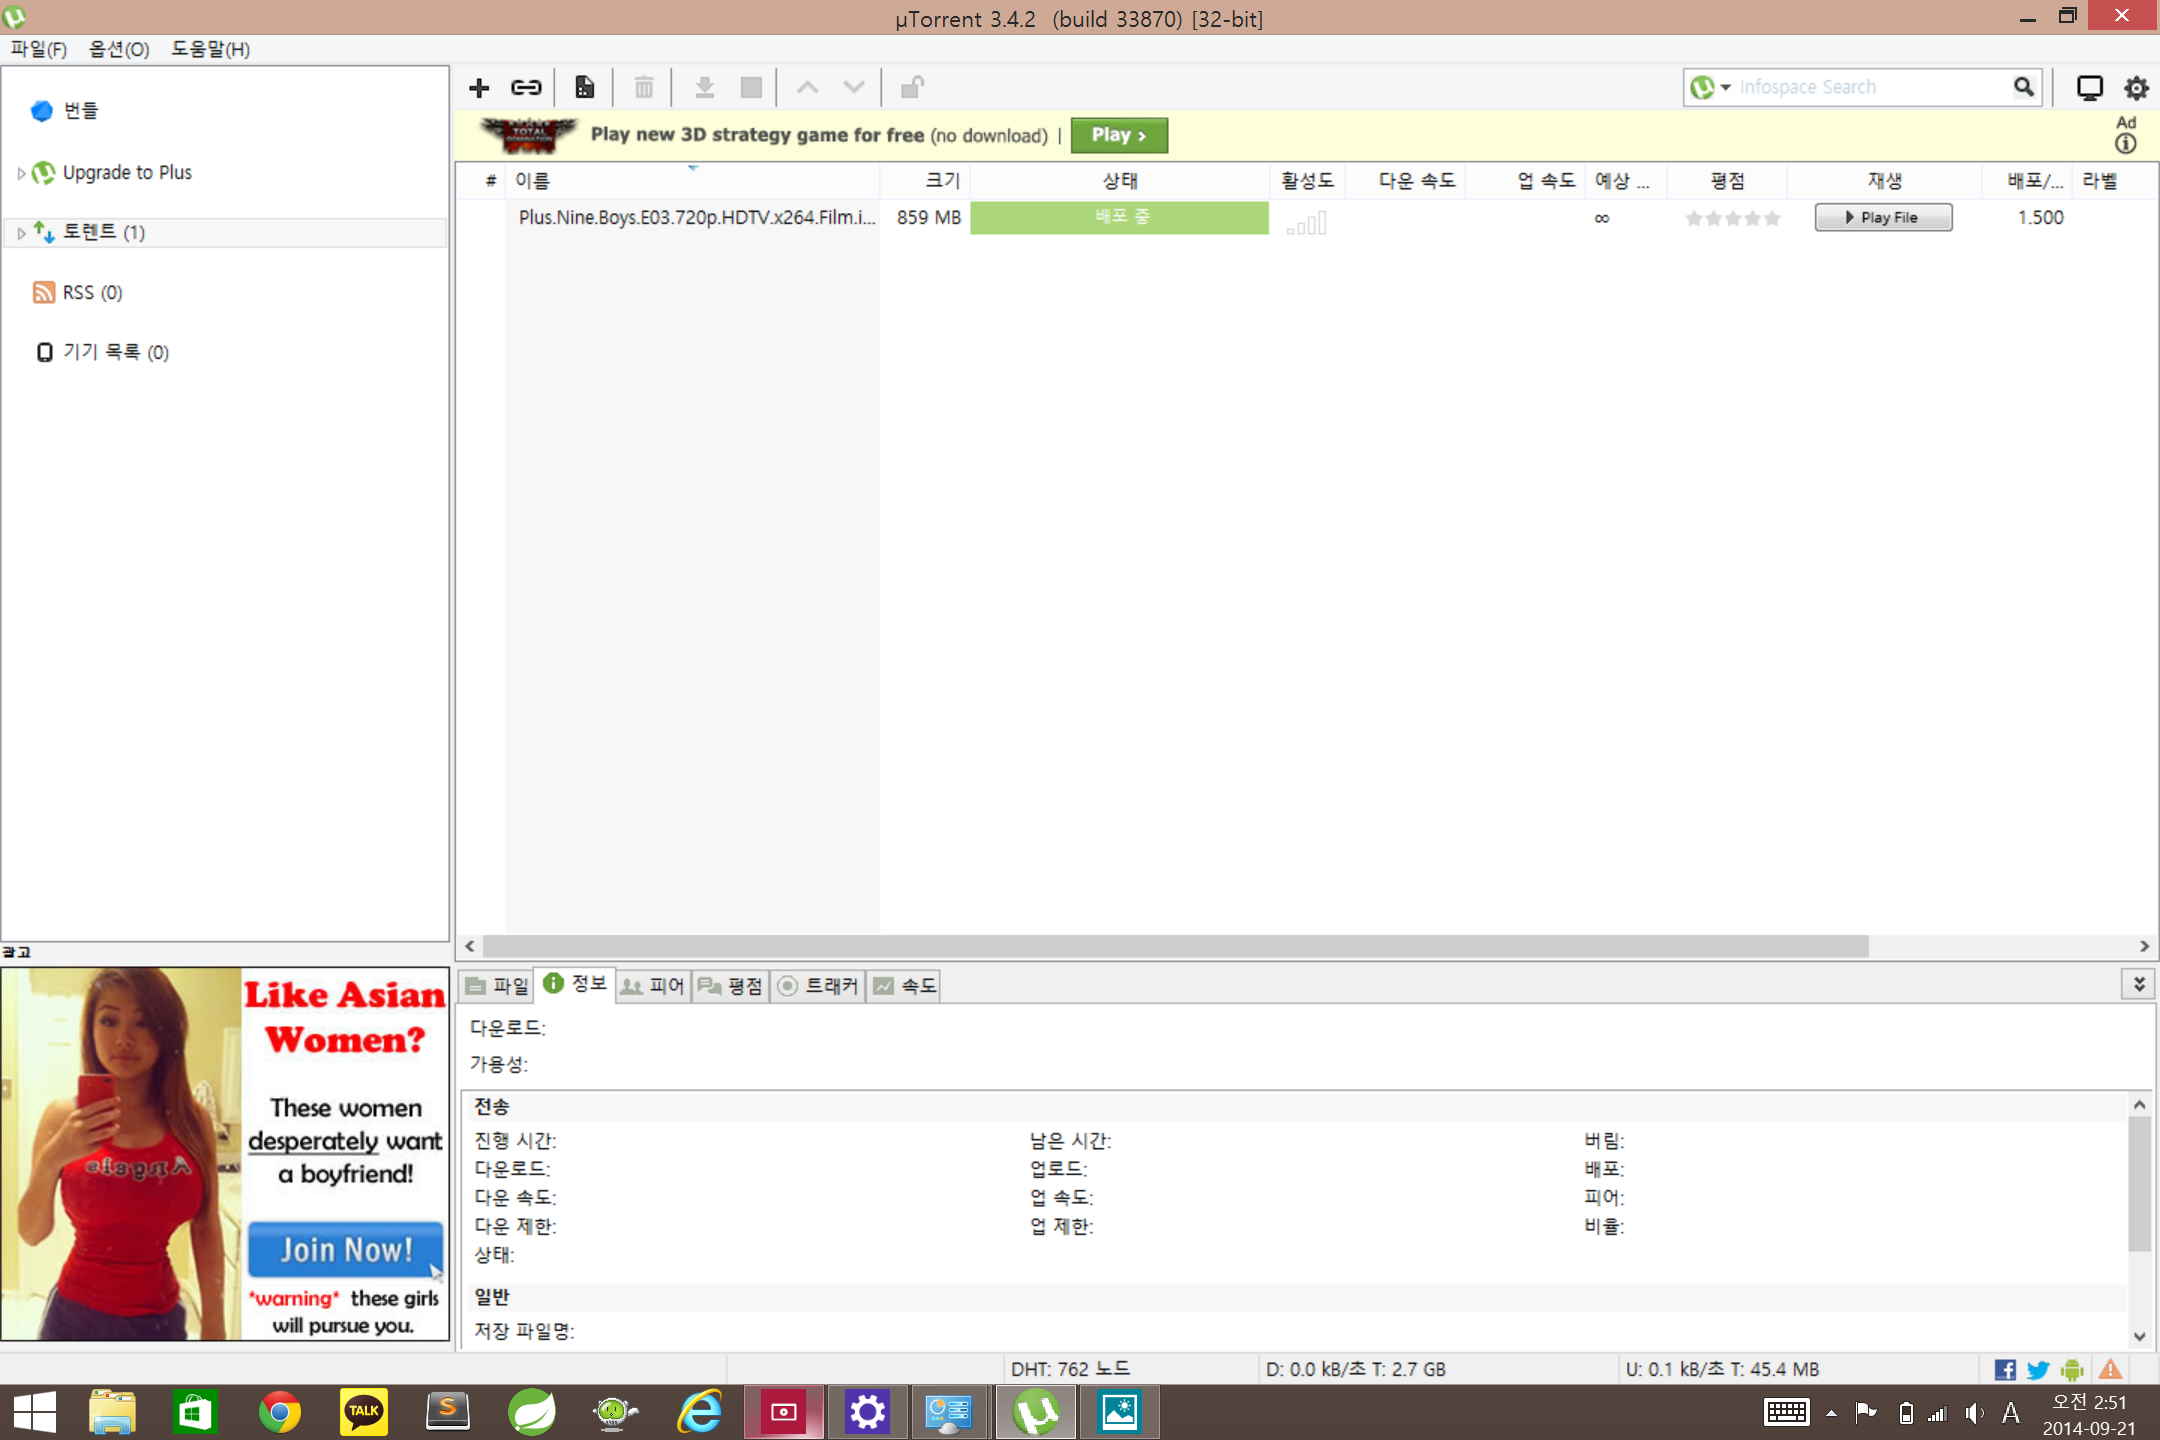 µTorrent 3.4.2 (build 33870) [32-bit]
파일(F) 옵션(O) 도움말(H)
번들
Upgrade to Plus
토렌트 (1)
RSS (0)
기기 목록 (0)
Infospace Search
TOTAL DOMINATION
Play new 3D strategy game for free (no download) | Play >
Ad
# 이름 크기 상태 활성도 다운 속도 업 속도 예상 ... 평점 재생 배포/... 라벨
Plus.Nine.Boys.E03.720p.HDTV.x264.Film.i... 859 MB 배포 중 ∞ Play File 1.500
광고
Like Asian
Women?
These women
desperately want
a boyfriend!
Join Now!
*warning* these girls
will pursue you.
Angels
파일 정보 피어 평점 트래커 속도
다운로드:
가용성:
전송
진행 시간: 남은 시간: 버림:
다운로드: 업로드: 배포:
다운 속도: 업 속도: 피어:
다운 제한: 업 제한: 비율:
상태:
일반
저장 파일명:
DHT: 762 노드 D: 0.0 kB/초 T: 2.7 GB U: 0.1 kB/초 T: 45.4 MB
TALK
S
A
오전 2:51
2014-09-21